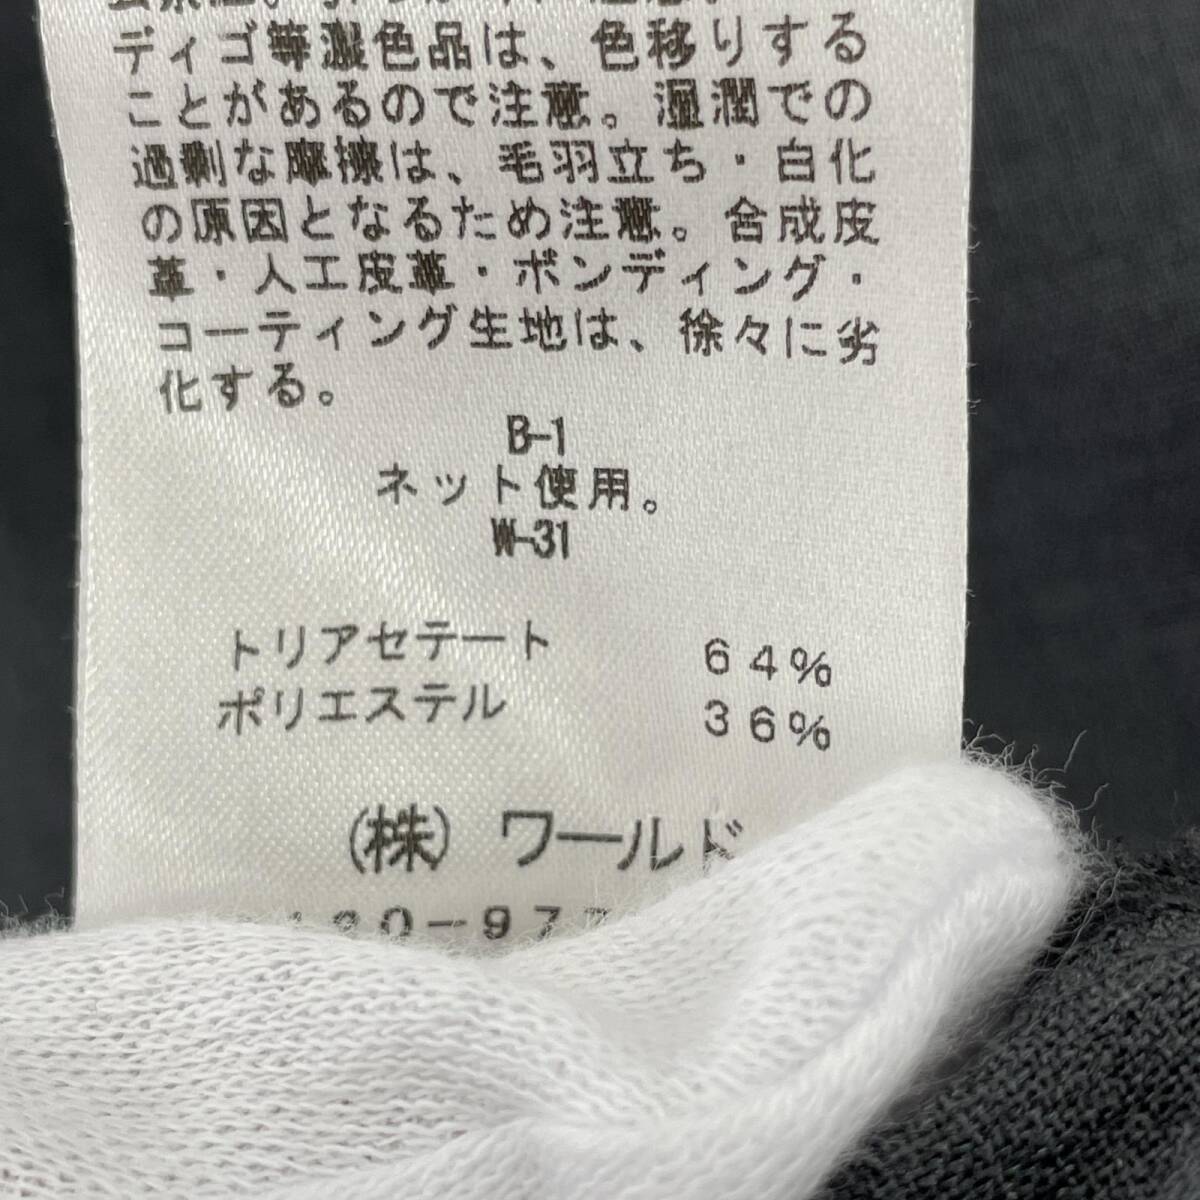 ディゴ等濃色品は、色移りする
ことがあるので注意。湿潤での
過剰な摩擦は、毛羽立ち・白化
の原因となるため注意。合成皮
革・人工皮革・ボンディング・
コーティング生地は、徐々に劣
化する。
B-1
ネット使用。
W-31
トリアセテート 64%
ポリエステル 36%
(株) ワールド